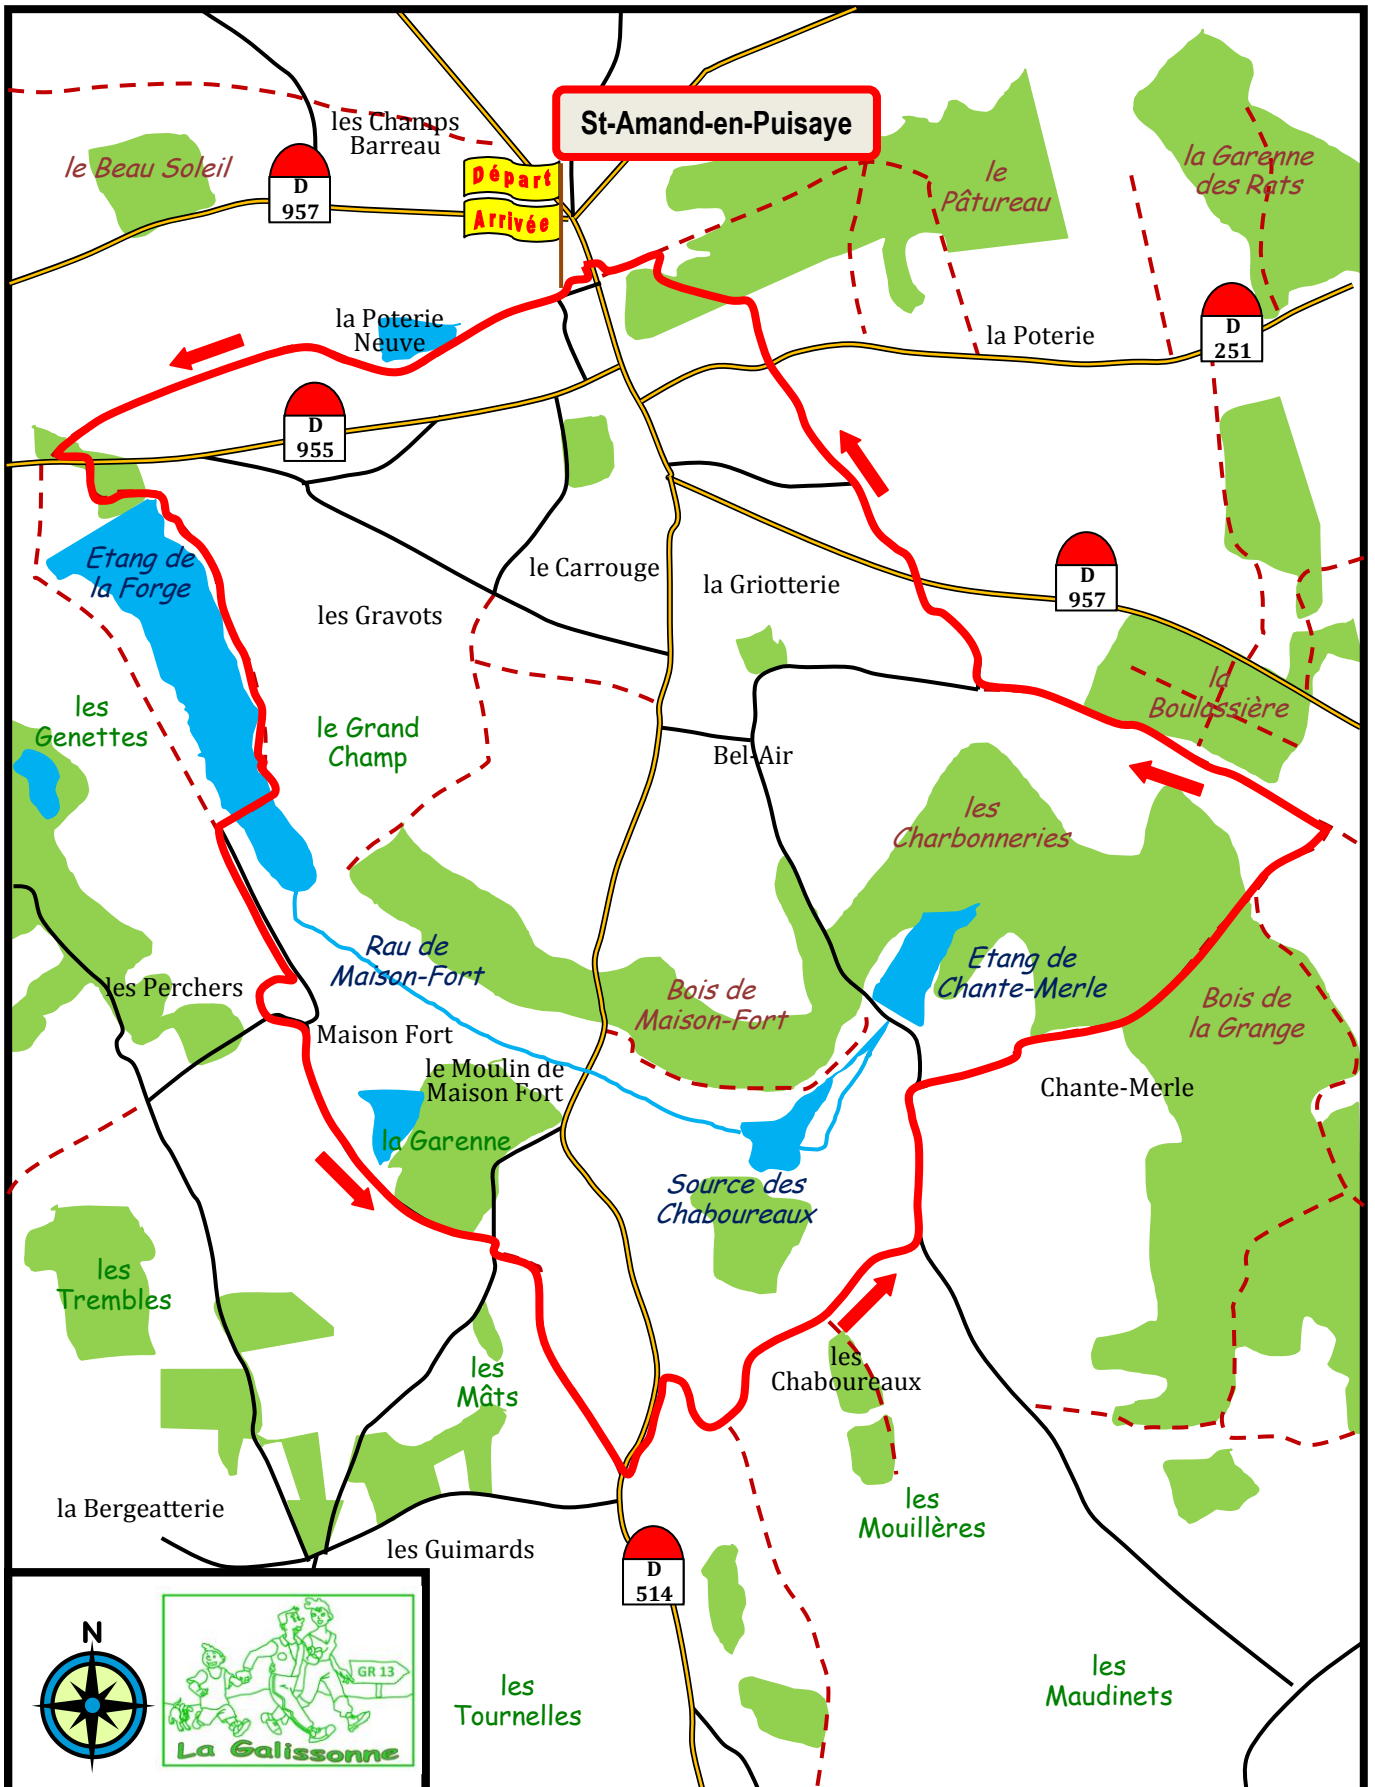 St-Amand-en-Puisaye
les Champs
Barreau
le Beau Soleil
D
957
Départ
Arrivée
le
Pâtureau
la Garenne
des Rats
D
251
la Poterie
Neuve
la Poterie
D
955
Etang de
la Forge
le Carrouge
la Griotterie
D
957
les Gravots
les
Genettes
le Grand
Champ
la
Boulassière
Bel-Air
les
Charbonneries
Rau de
Maison-Fort
Etang de
Chante-Merle
Bois de
Maison-Fort
Bois de
la Grange
les Perchers
Maison Fort
le Moulin de
Maison Fort
Chante-Merle
la Garenne
Source des
Chaboureaux
les
Trembles
les
Mâts
les
Chaboureaux
la Bergeatterie
les
Mouillères
les Guimards
D
514
N
GR 13
La Galissonne
les
Tournelles
les
Maudinets